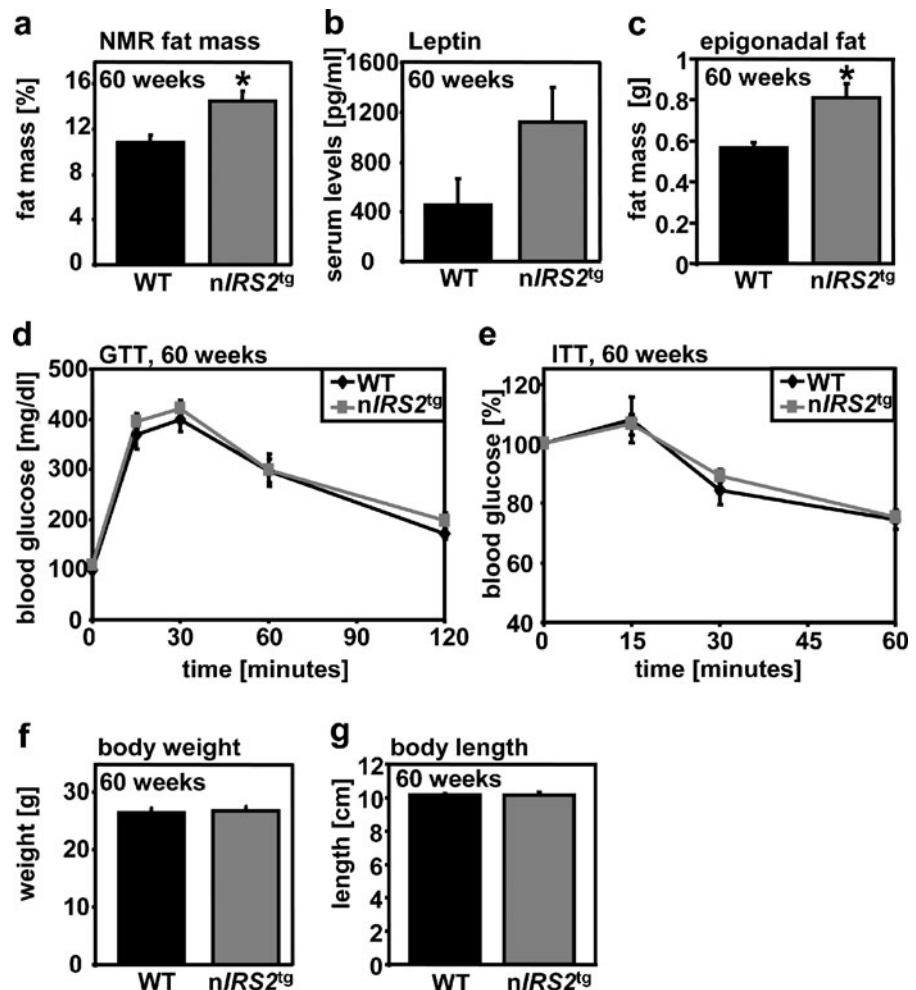 a
NMR fat mass
60 weeks
*
fat mass [%]
16
12
8
4
0
WT
nIRS2tg
b
Leptin
60 weeks
serum levels [pg/ml]
1600
1200
800
400
0
WT
nIRS2tg
c
epigonadal fat
60 weeks
*
fat mass [g]
1
0.8
0.6
0.4
0.2
0
WT
nIRS2tg
d
GTT, 60 weeks
WT
nIRS2tg
blood glucose [mg/dl]
500
400
300
200
100
0
0 30 60 90 120
time [minutes]
e
ITT, 60 weeks
WT
nIRS2tg
blood glucose [%]
120
100
80
60
40
0 15 30 45 60
time [minutes]
f
body weight
60 weeks
weight [g]
30
20
10
0
WT
nIRS2tg
g
body length
60 weeks
length [cm]
12
10
8
6
4
2
0
WT
nIRS2tg